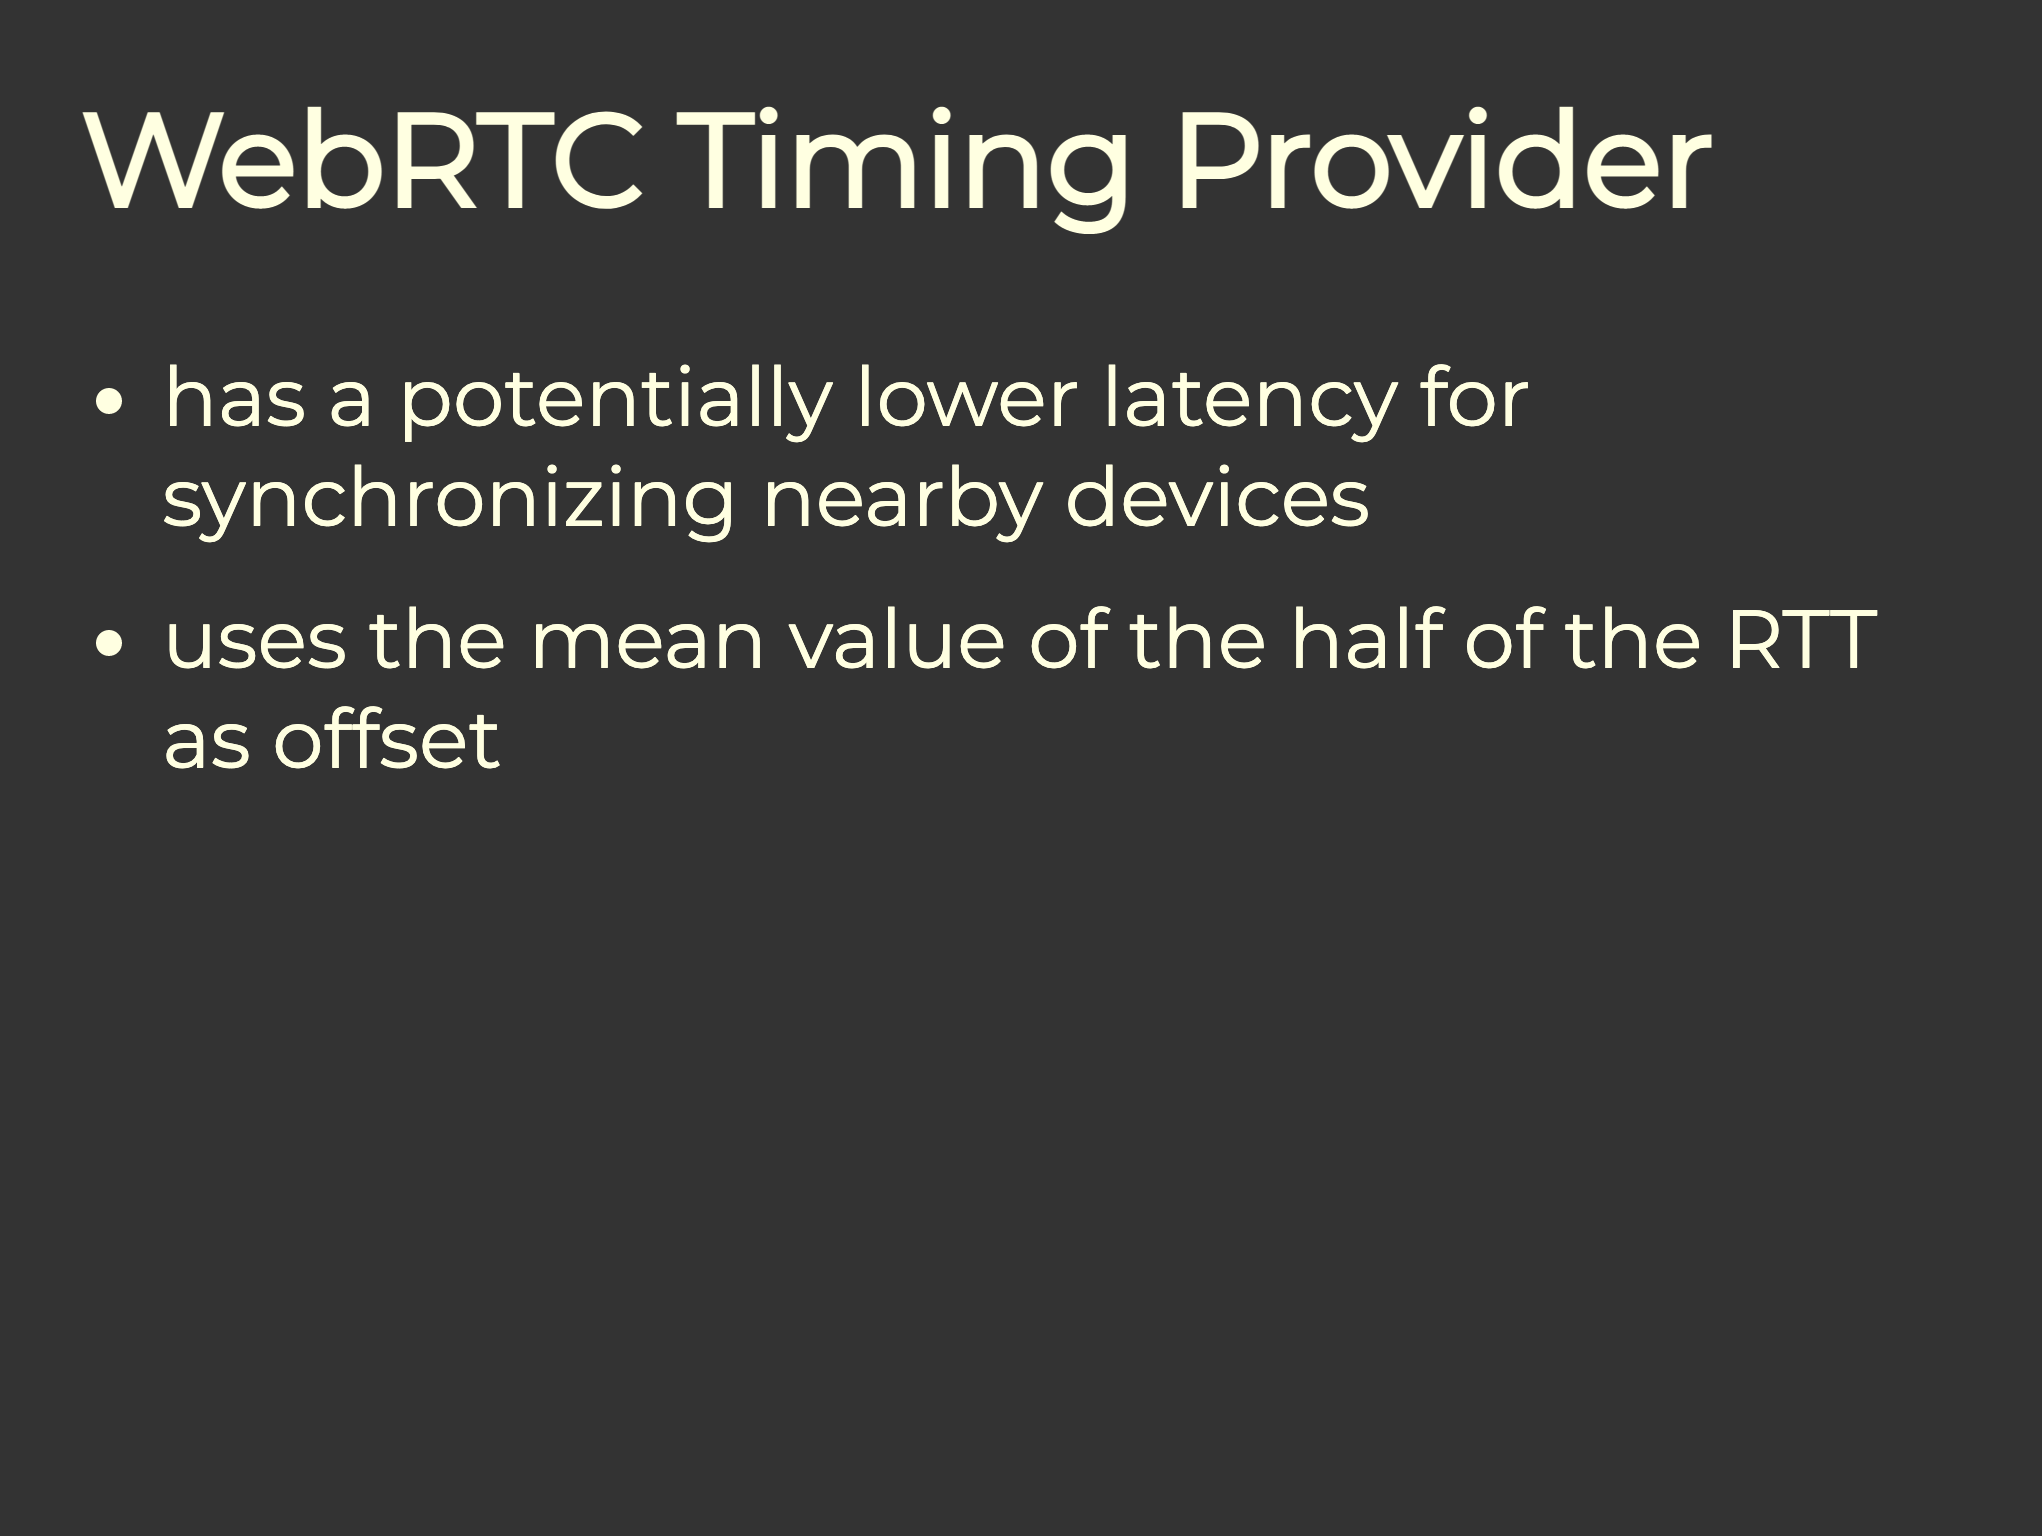 WebRTC Timing Provider
• has a potentially lower latency for
synchronizing nearby devices
• uses the mean value of the half of the RTT
as offset